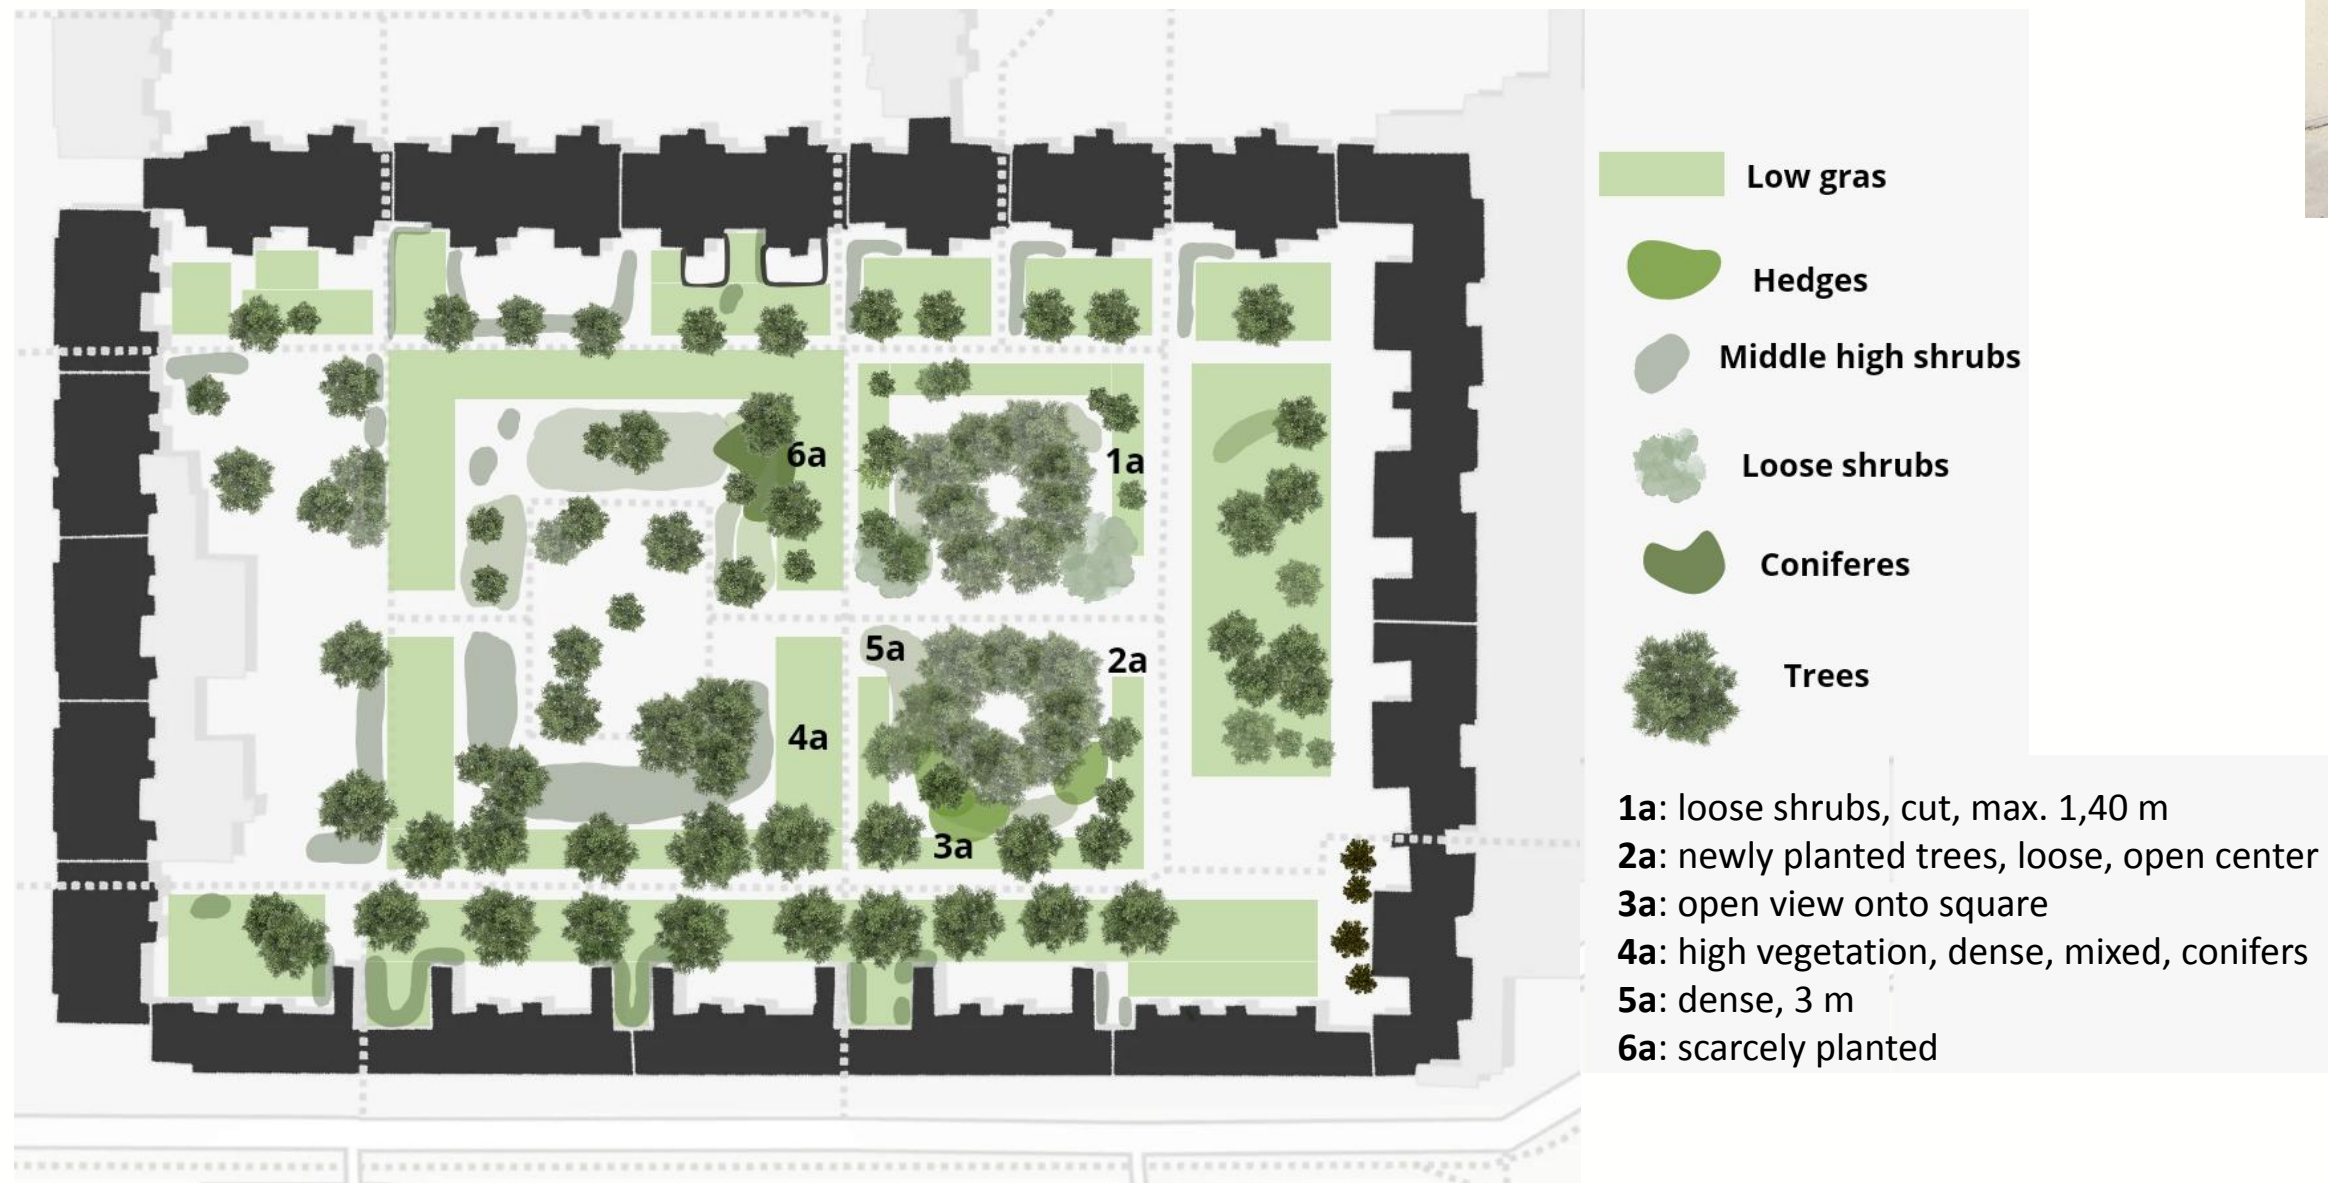 6a
1a
5a
2a
4a
3a
Low gras
Hedges
Middle high shrubs
Loose shrubs
Coniferes
Trees
1a: loose shrubs, cut, max. 1,40 m
2a: newly planted trees, loose, open center
3a: open view onto square
4a: high vegetation, dense, mixed, conifers
5a: dense, 3 m
6a: scarcely planted